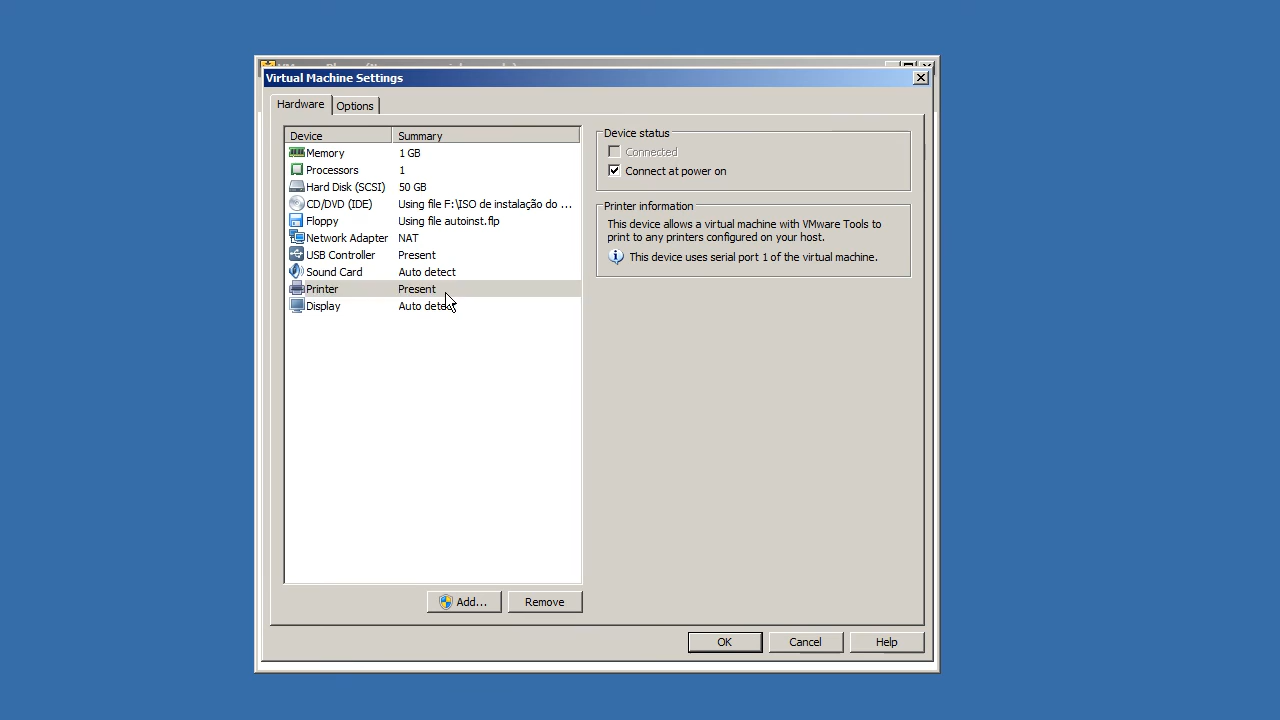 Virtual Machine Settings
Hardware
Options
Device Summary
Memory 1 GB
Processors 1
Hard Disk (SCSI) 50 GB
CD/DVD (IDE) Using file F:\ISO de instalação do ...
Floppy Using file autoinst.flp
Network Adapter NAT
USB Controller Present
Sound Card Auto detect
Printer Present
Display Auto detect
Add... Remove
Device status
Connected
Connect at power on
Printer information
This device allows a virtual machine with VMware Tools to
print to any printers configured on your host.
This device uses serial port 1 of the virtual machine.
OK Cancel Help